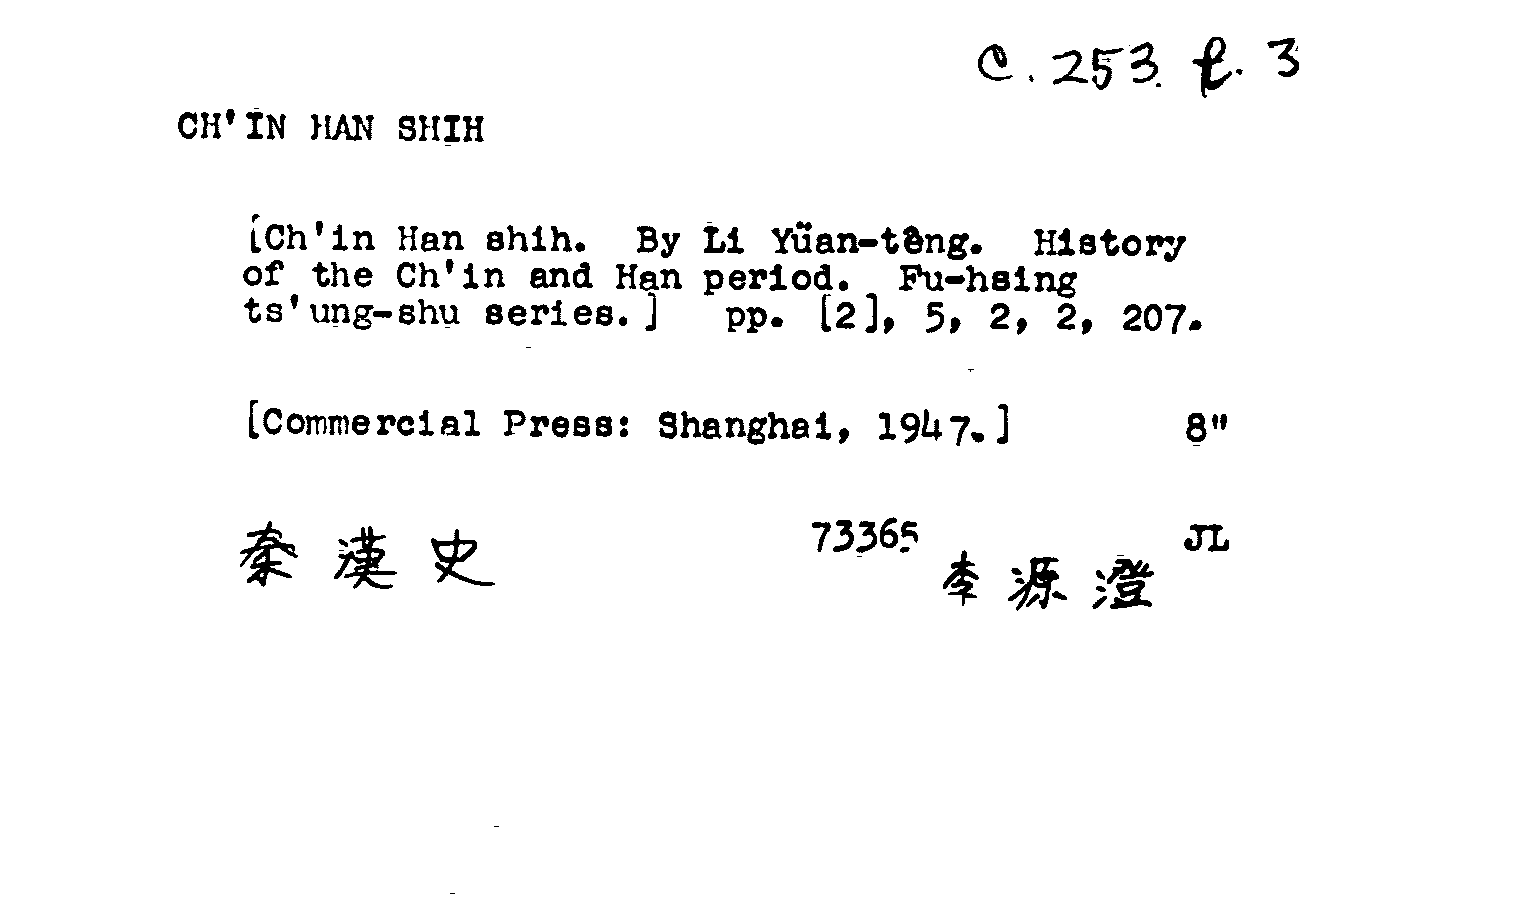 C. 253. l. 3
CH'IN HAN SHIH
[Ch'in Han shih. By Li Yüan-têng. History
of the Ch'in and Han period. Fu-hsing
ts'ung-shu series.] pp. [2], 5, 2, 2, 207.
[Commercial Press: Shanghai, 1947.] 8"
73365 JL
秦漢史 李源澄